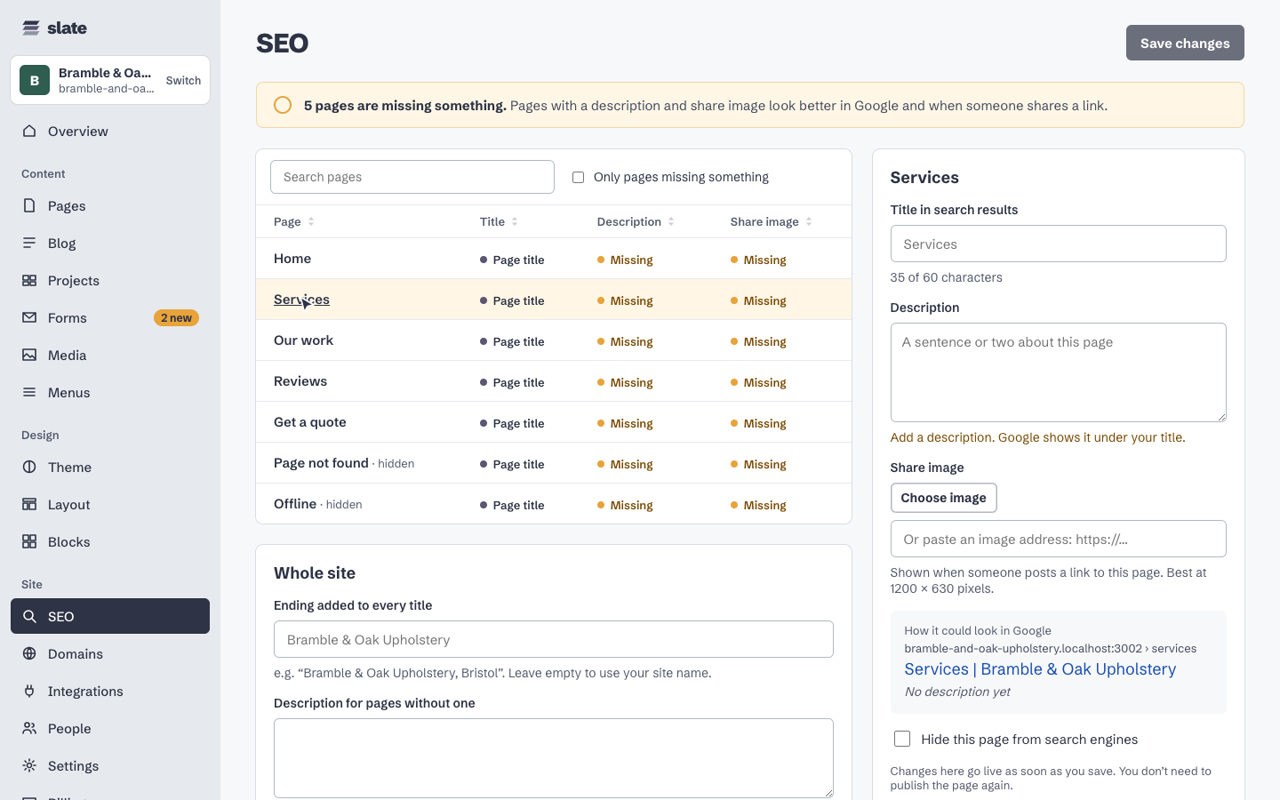 slate
B
Bramble & Oa...
bramble-and-oa...
Switch
Overview
Content
Pages
Blog
Projects
Forms
2 new
Media
Menus
Design
Theme
Layout
Blocks
Site
SEO
Domains
Integrations
People
Settings
SEO
Save changes
5 pages are missing something. Pages with a description and share image look better in Google and when someone shares a link.
Search pages
Only pages missing something
Page Title Description Share image
Home Page title Missing Missing
Services Page title Missing Missing
Our work Page title Missing Missing
Reviews Page title Missing Missing
Get a quote Page title Missing Missing
Page not found · hidden Page title Missing Missing
Offline · hidden Page title Missing Missing
Whole site
Ending added to every title
Bramble & Oak Upholstery
e.g. “Bramble & Oak Upholstery, Bristol”. Leave empty to use your site name.
Description for pages without one
Services
Title in search results
Services
35 of 60 characters
Description
A sentence or two about this page
Add a description. Google shows it under your title.
Share image
Choose image
Or paste an image address: https://...
Shown when someone posts a link to this page. Best at
1200 × 630 pixels.
How it could look in Google
bramble-and-oak-upholstery.localhost:3002 › services
Services | Bramble & Oak Upholstery
No description yet
Hide this page from search engines
Changes here go live as soon as you save. You don’t need to
publish the page again.